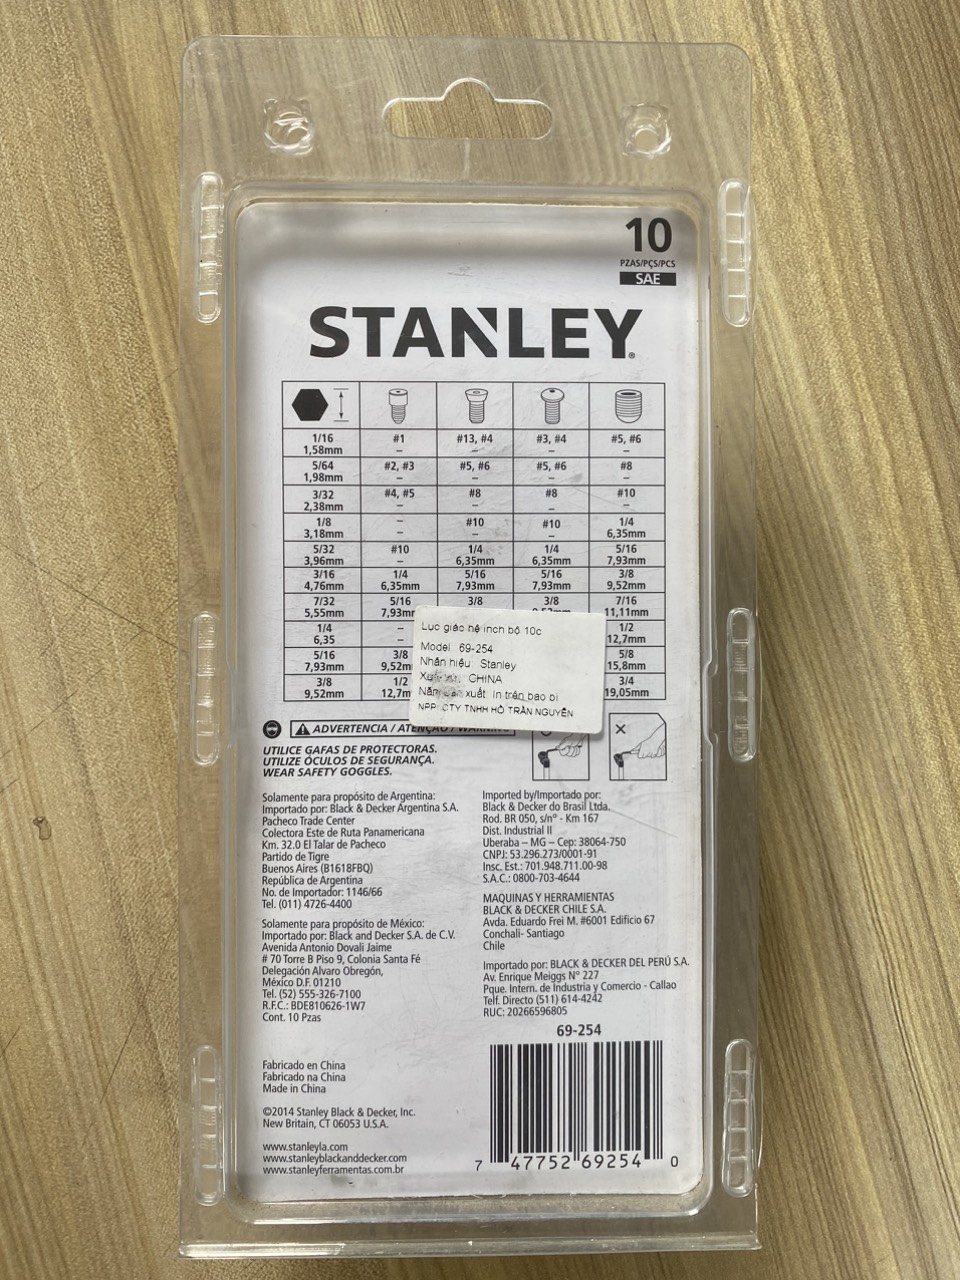 10
PZAS/PÇS/PCS
SAE
STANLEY®
1/16 #1 #13, #4 #3, #4 #5, #6
1,58mm – – – –
5/64 #2, #3 #5, #6 #5, #6 #8
1,98mm – – – –
3/32 #4, #5 #8 #8 #10
2,38mm – – – –
1/8 – #10 #10 1/4
3,18mm – – – 6,35mm
5/32 #10 1/4 1/4 5/16
3,96mm – 6,35mm 6,35mm 7,93mm
3/16 1/4 5/16 5/16 3/8
4,76mm 6,35mm 7,93mm 7,93mm 9,52mm
7/32 5/16 3/8 3/8 7/16
5,55mm 7,93mm 11,11mm
1/4 – 1/2
6,35 – 12,7mm
5/16 3/8 5/8
7,93mm 9,52m 15,8mm
3/8 1/2 3/4
9,52mm 12,7m 19,05mm
Lục giác hệ inch bộ 10c
Model: 69-254
Nhãn hiệu: Stanley
Xuất xứ: CHINA
Năm sản xuất: In trên bao bì
NPP: CTY TNHH HỒ TRẦN NGUYỄN
ADVERTENCIA / ATENÇÃO / WARNING
UTILICE GAFAS DE PROTECTORAS.
UTILIZE ÓCULOS DE SEGURANÇA.
WEAR SAFETY GOGGLES.
Solamente para propósito de Argentina:
Importado por: Black & Decker Argentina S.A.
Pacheco Trade Center
Colectora Este de Ruta Panamericana
Km. 32.0 El Talar de Pacheco
Partido de Tigre
Buenos Aires (B1618FBQ)
República de Argentina
No. de Importador: 1146/66
Tel. (011) 4726-4400
Solamente para propósito de México:
Importado por: Black and Decker S.A. de C.V.
Avenida Antonio Dovali Jaime
# 70 Torre B Piso 9, Colonia Santa Fé
Delegación Alvaro Obregón,
México D.F. 01210
Tel. (52) 555-326-7100
R.F.C.: BDE810626-1W7
Cont. 10 Pzas
Fabricado en China
Fabricado na China
Made in China
©2014 Stanley Black & Decker, Inc.
New Britain, CT 06053 U.S.A.
www.stanleyla.com
www.stanleyblackanddecker.com
www.stanleyferramentas.com.br
Imported by/Importado por:
Black & Decker do Brasil Ltda.
Rod. BR 050, s/nº - Km 167
Dist. Industrial II
Uberaba – MG – Cep: 38064-750
CNPJ: 53.296.273/0001-91
Insc. Est.: 701.948.711.00-98
S.A.C.: 0800-703-4644
MAQUINAS Y HERRAMIENTAS
BLACK & DECKER CHILE S.A.
Avda. Eduardo Frei M. #6001 Edificio 67
Conchali- Santiago
Chile
Importado por: BLACK & DECKER DEL PERÚ S.A.
Av. Enrique Meiggs N° 227
Pque. Intern. de Industria y Comercio - Callao
Telf. Directo (511) 614-4242
RUC: 20266596805
69-254
7 47752 69254 0